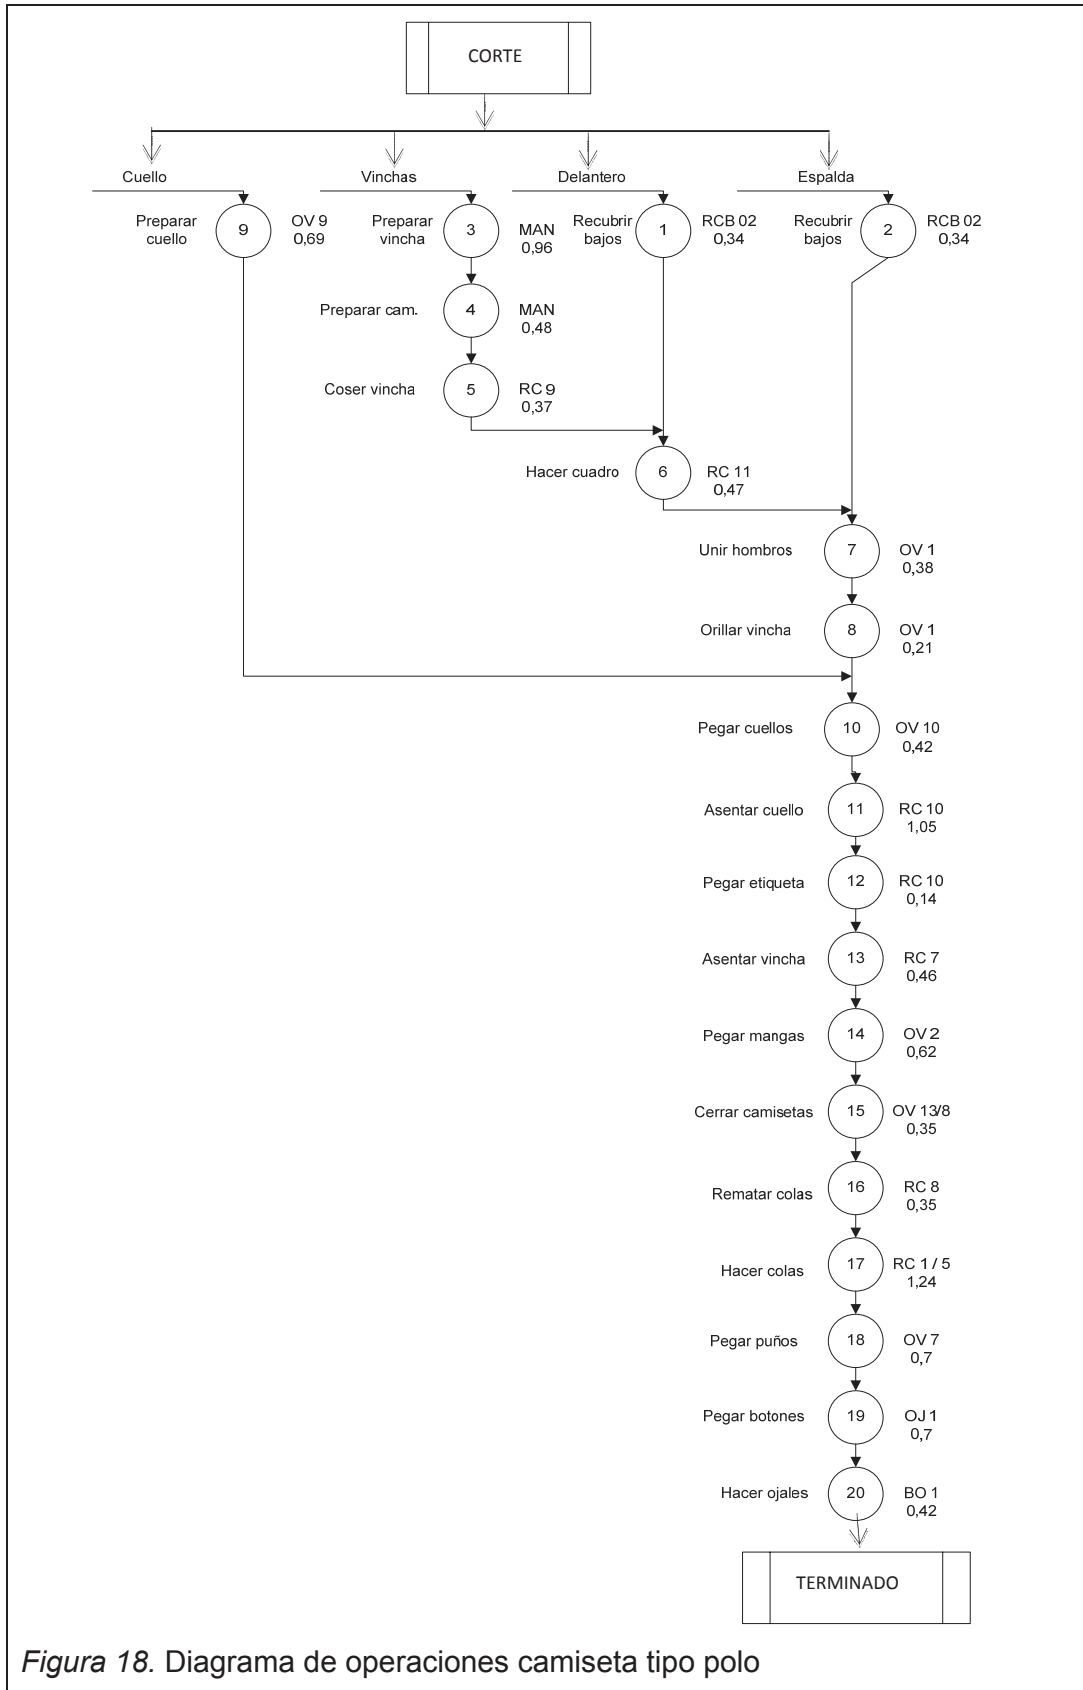 CORTE
Cuello
Vinchas
Delantero
Espalda
Preparar
cuello
9
OV 9
0,69
Preparar
vincha
3
MAN
0,96
Recubrir
bajos
1
RCB 02
0,34
Recubrir
bajos
2
RCB 02
0,34
Preparar cam.
4
MAN
0,48
Coser vincha
5
RC 9
0,37
Hacer cuadro
6
RC 11
0,47
Unir hombros
7
OV 1
0,38
Orillar vincha
8
OV 1
0,21
Pegar cuellos
10
OV 10
0,42
Asentar cuello
11
RC 10
1,05
Pegar etiqueta
12
RC 10
0,14
Asentar vincha
13
RC 7
0,46
Pegar mangas
14
OV 2
0,62
Cerrar camisetas
15
OV 13/8
0,35
Rematar colas
16
RC 8
0,35
Hacer colas
17
RC 1 / 5
1,24
Pegar puños
18
OV 7
0,7
Pegar botones
19
OJ 1
0,7
Hacer ojales
20
BO 1
0,42
TERMINADO
Figura 18. Diagrama de operaciones camiseta tipo polo